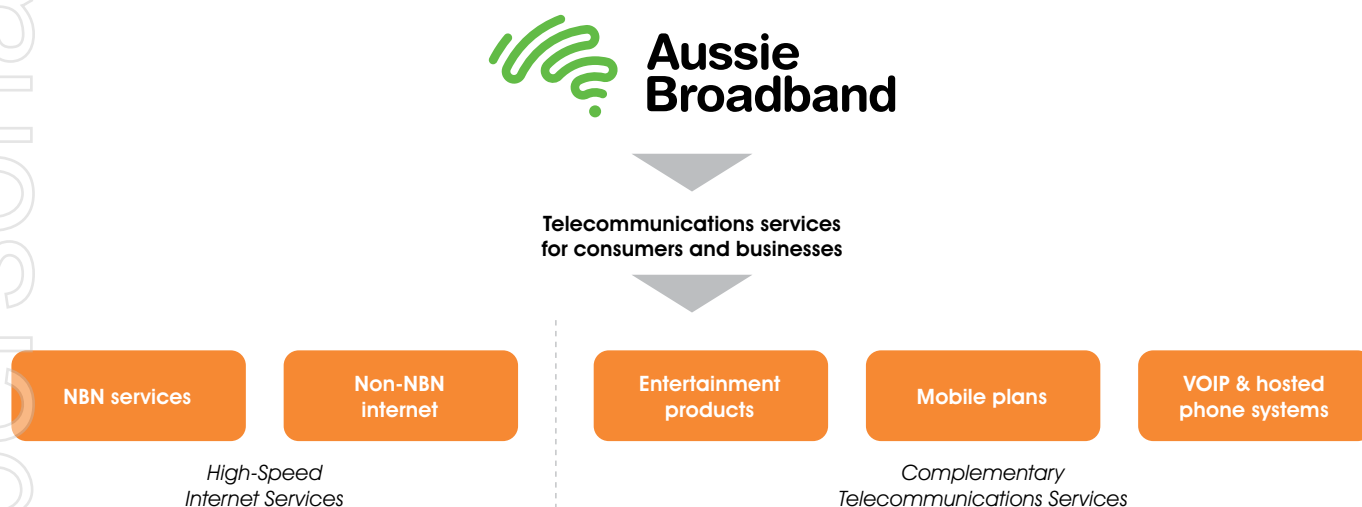 Aussie
Broadband
Telecommunications services
for consumers and businesses
NBN services
Non-NBN
internet
Entertainment
products
Mobile plans
VOIP & hosted
phone systems
High-Speed
Internet Services
Complementary
Telecommunications Services